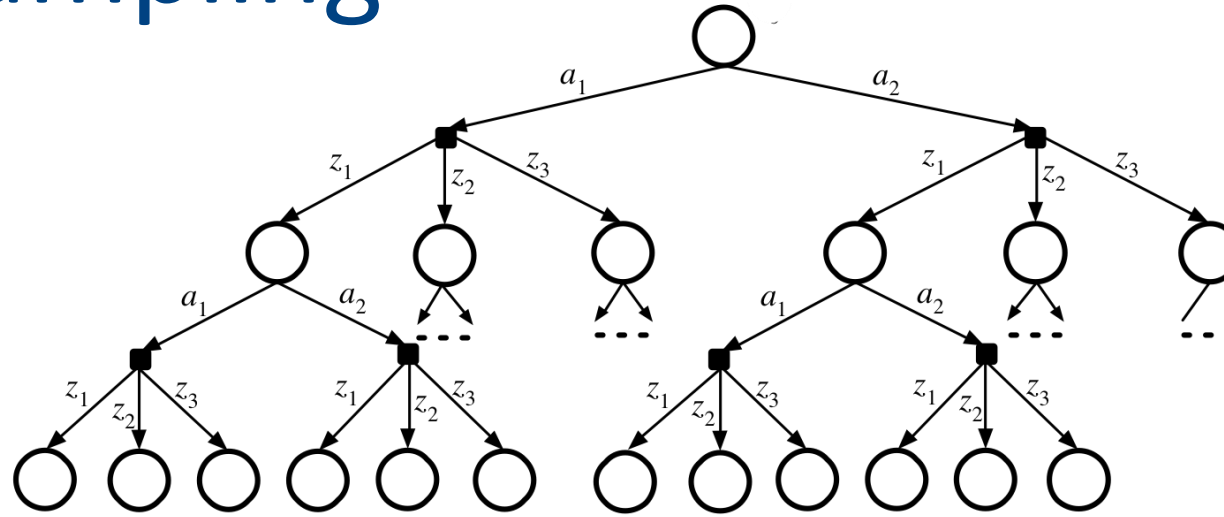 a₁ a₂
z₁ z₂ z₃ z₁ z₂ z₃
a₁ a₂ a₁ a₂
z₁ z₂ z₃ z₁ z₂ z₃ z₁ z₂ z₃ z₁ z₂ z₃